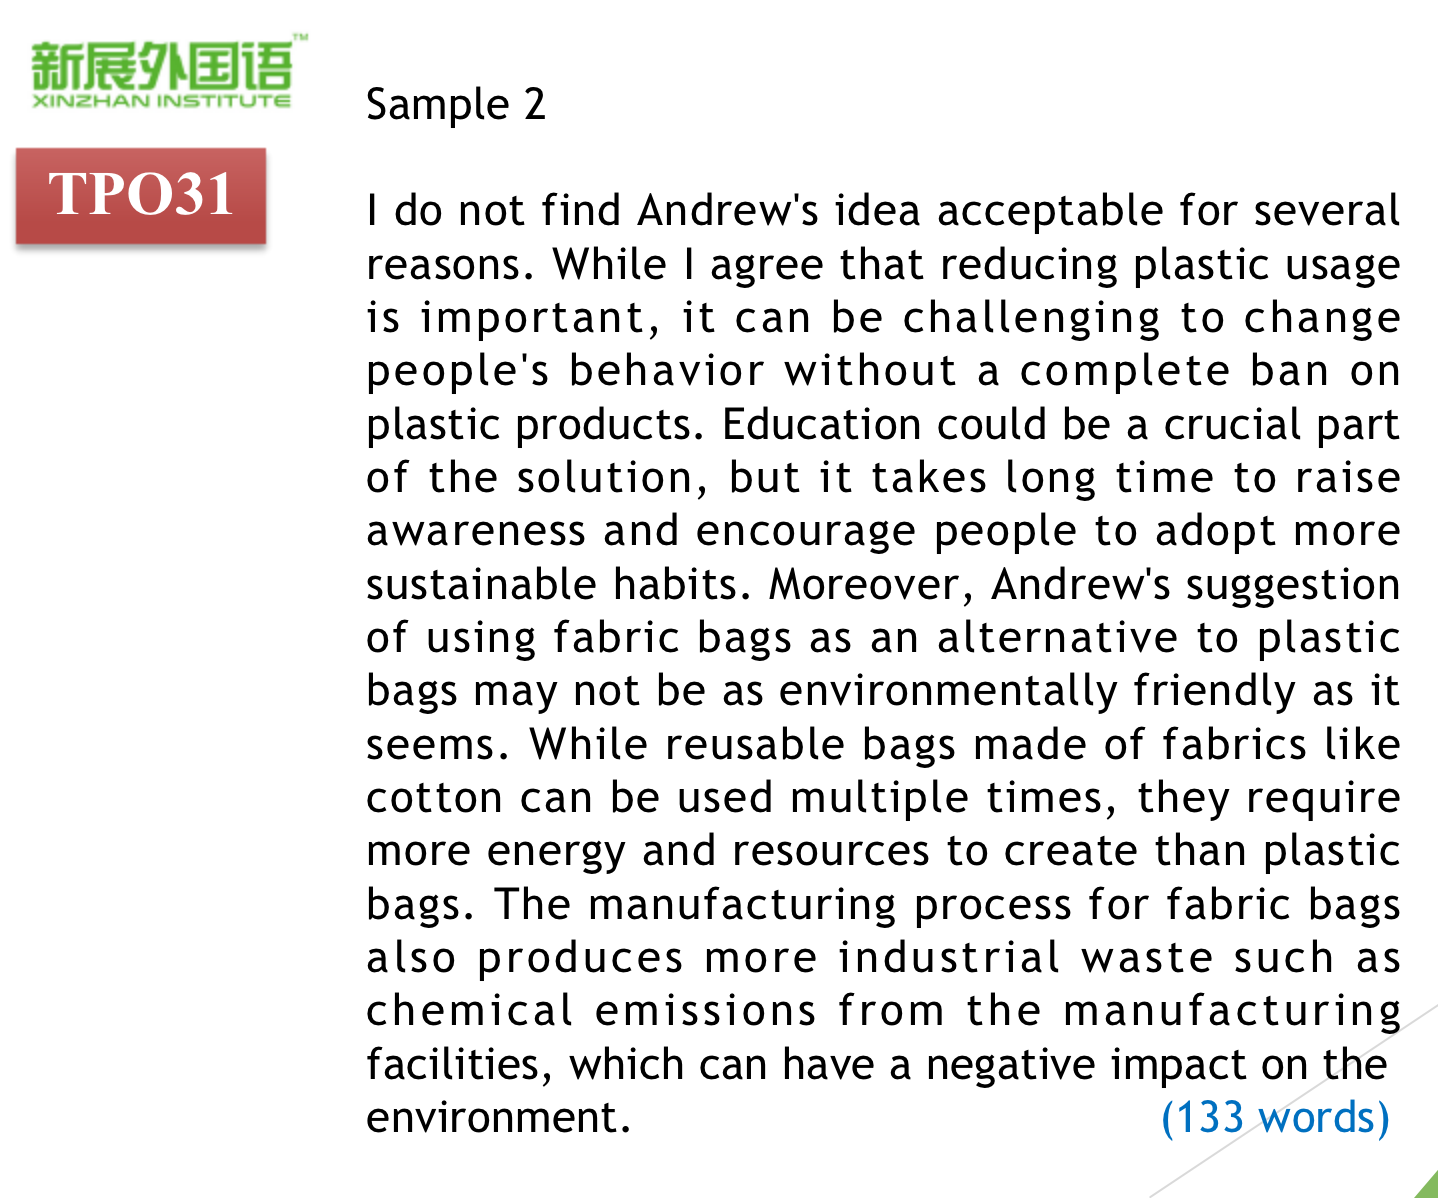 新展外国语™
XINZHAN INSTITUTE
TPO31
Sample 2
I do not find Andrew's idea acceptable for several
reasons. While I agree that reducing plastic usage
is important, it can be challenging to change
people's behavior without a complete ban on
plastic products. Education could be a crucial part
of the solution, but it takes long time to raise
awareness and encourage people to adopt more
sustainable habits. Moreover, Andrew's suggestion
of using fabric bags as an alternative to plastic
bags may not be as environmentally friendly as it
seems. While reusable bags made of fabrics like
cotton can be used multiple times, they require
more energy and resources to create than plastic
bags. The manufacturing process for fabric bags
also produces more industrial waste such as
chemical emissions from the manufacturing
facilities, which can have a negative impact on the
environment. (133 words)